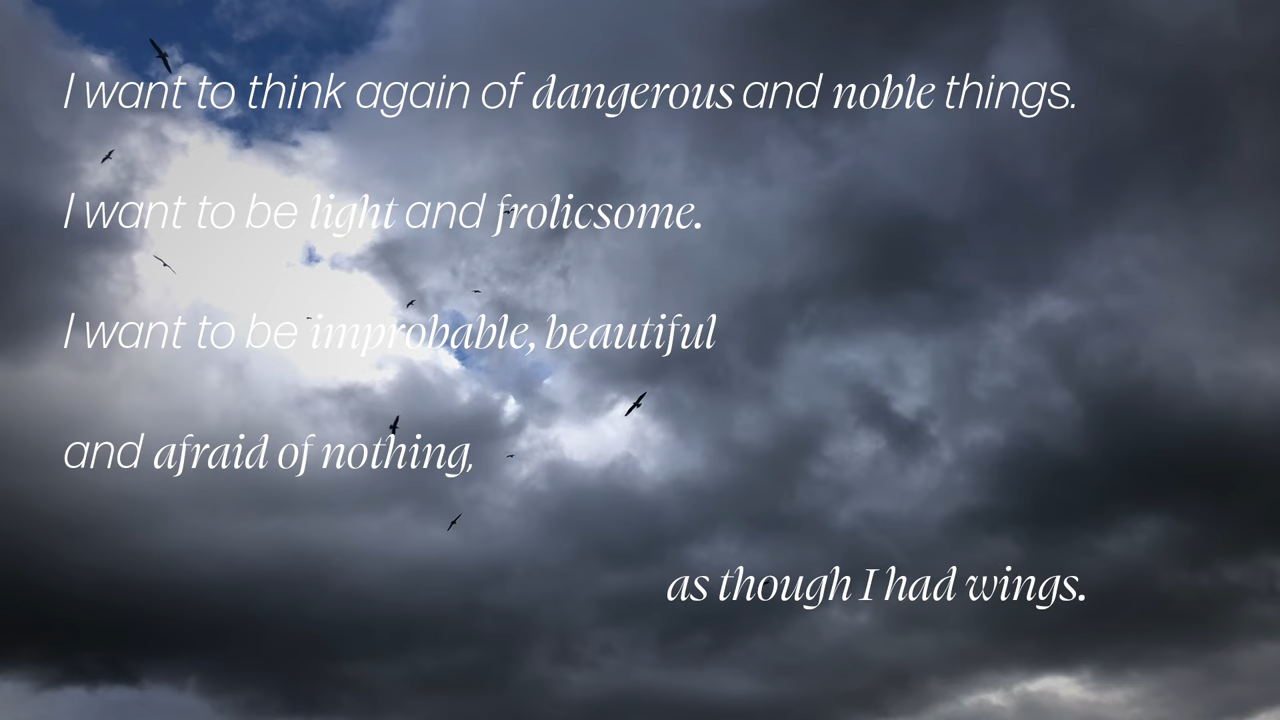 I want to think again of dangerous and noble things.
I want to be light and frolicsome.
I want to be improbable, beautiful
and afraid of nothing,
as though I had wings.